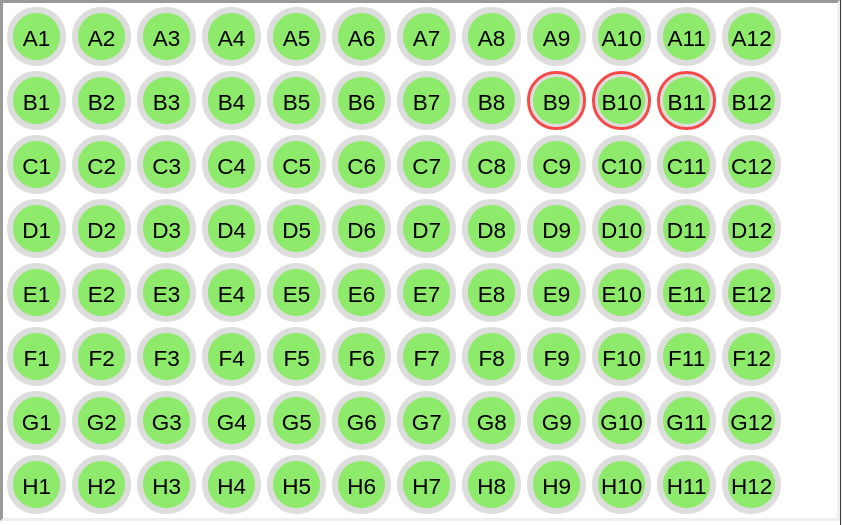 A1 A2 A3 A4 A5 A6 A7 A8 A9 A10 A11 A12
B1 B2 B3 B4 B5 B6 B7 B8 B9 B10 B11 B12
C1 C2 C3 C4 C5 C6 C7 C8 C9 C10 C11 C12
D1 D2 D3 D4 D5 D6 D7 D8 D9 D10 D11 D12
E1 E2 E3 E4 E5 E6 E7 E8 E9 E10 E11 E12
F1 F2 F3 F4 F5 F6 F7 F8 F9 F10 F11 F12
G1 G2 G3 G4 G5 G6 G7 G8 G9 G10 G11 G12
H1 H2 H3 H4 H5 H6 H7 H8 H9 H10 H11 H12